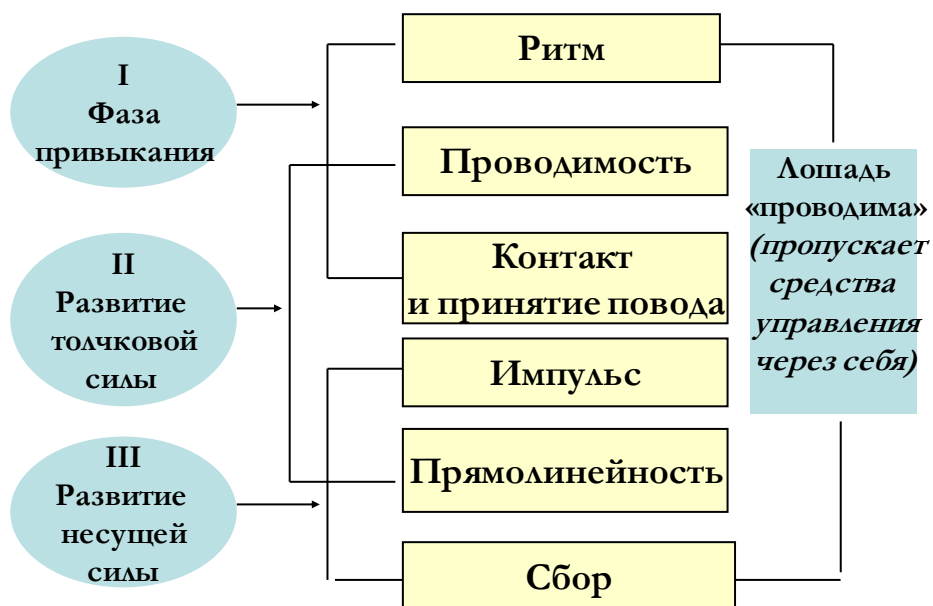 I
Фаза
привыкания
II
Развитие
толчковой
силы
III
Развитие
несущей
силы
Ритм
Проводимость
Контакт
и принятие повода
Импульс
Прямолинейность
Сбор
Лошадь
«проводима»
(пропускает
средства
управления
через себя)